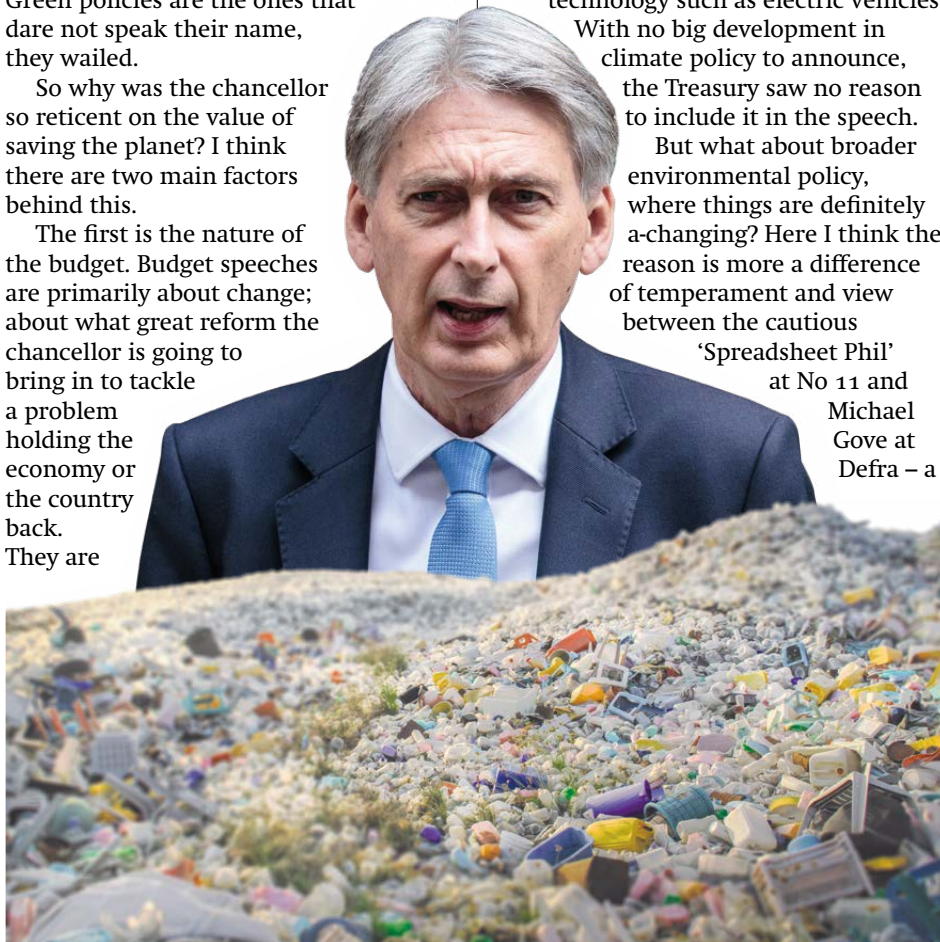 Green policies are the ones that
dare not speak their name,
they wailed.
So why was the chancellor
so reticent on the value of
saving the planet? I think
there are two main factors
behind this.
The first is the nature of
the budget. Budget speeches
are primarily about change;
about what great reform the
chancellor is going to
bring in to tackle
a problem
holding the
economy or
the country
back.
They are
technology such as electric vehicles
With no big development in
climate policy to announce,
the Treasury saw no reason
to include it in the speech.
But what about broader
environmental policy,
where things are definitely
a-changing? Here I think the
reason is more a difference
of temperament and view
between the cautious
‘Spreadsheet Phil’
at No 11 and
Michael
Gove at
Defra – a